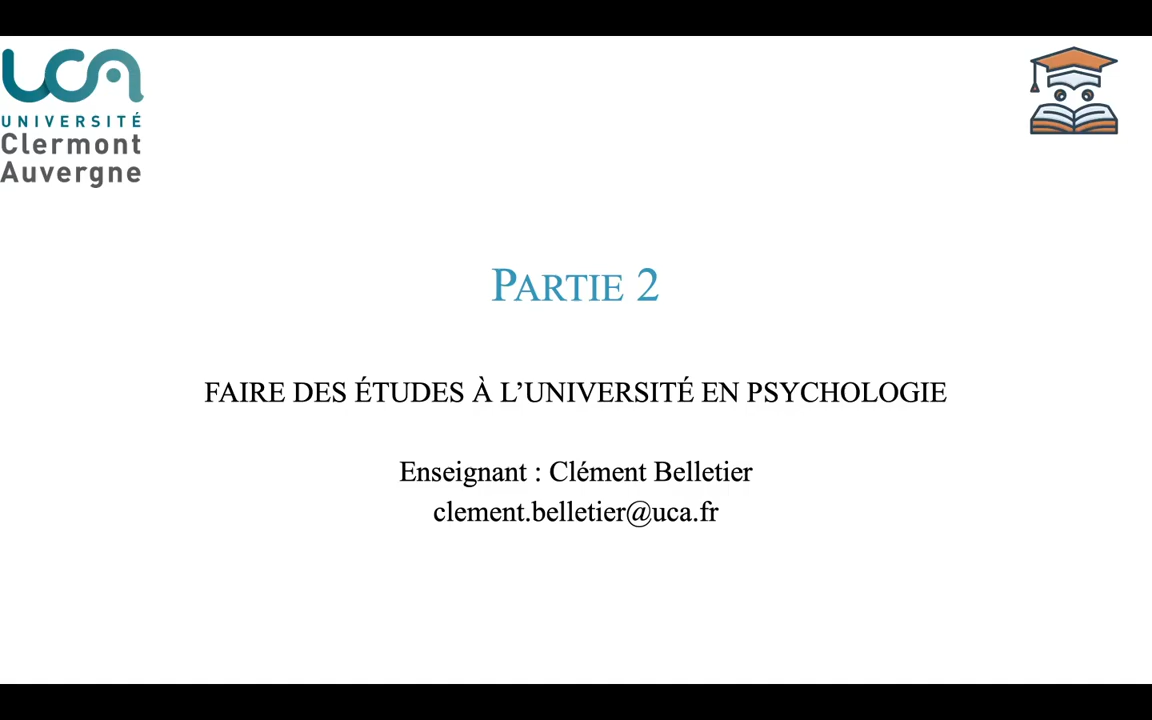 UCA
UNIVERSITÉ
Clermont
Auvergne
PARTIE 2
FAIRE DES ÉTUDES À L’UNIVERSITÉ EN PSYCHOLOGIE
Enseignant : Clément Belletier
clement.belletier@uca.fr